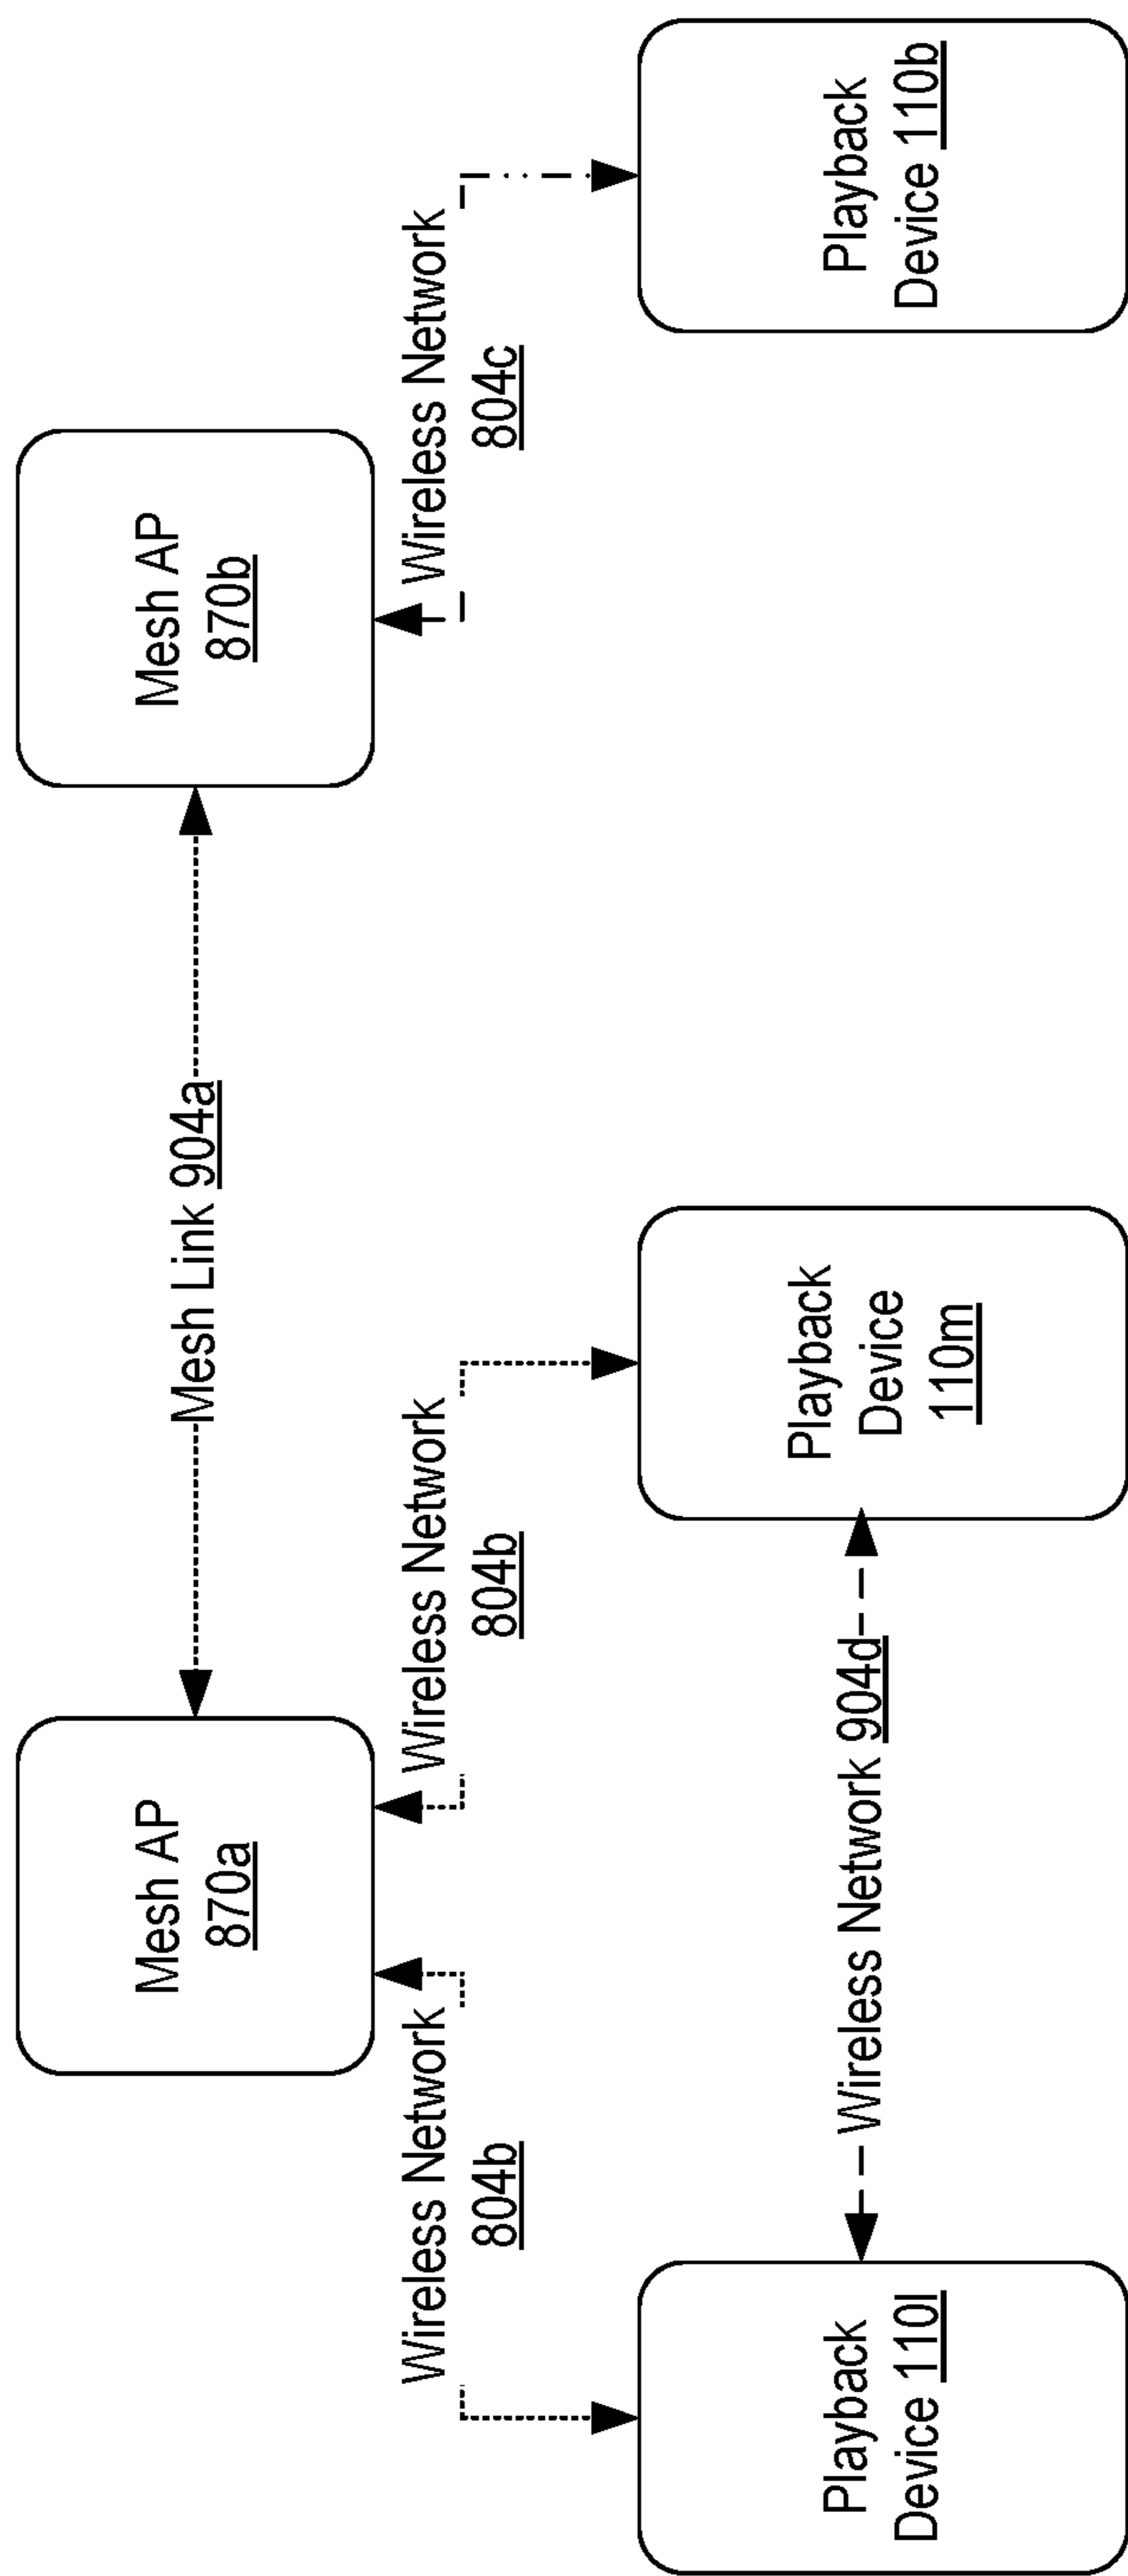 Mesh AP
870a
Mesh Link 904a
Mesh AP
870b
Wireless Network
804b
Wireless Network
804b
Wireless Network
804c
Playback
Device 110l
Wireless Network 904d
Playback
Device
110m
Playback
Device 110b